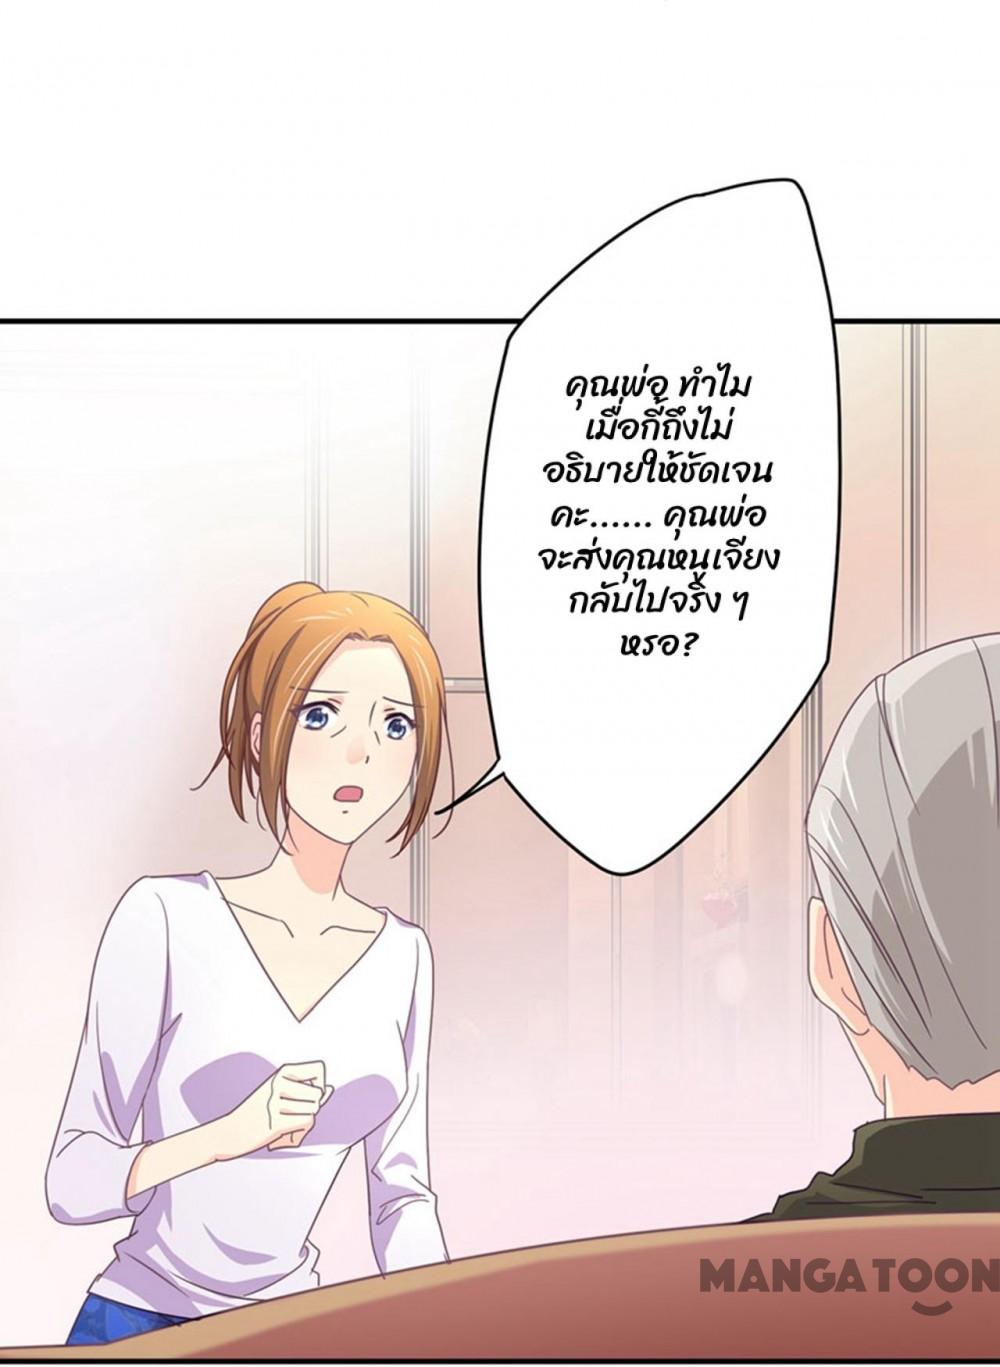 คุณพ่อ ทำไม
เมื่อกี้ถึงไม่
อธิบายให้ชัดเจน
คะ...... คุณพ่อ
จะส่งคุณหนูเจียง
กลับไปจริง ๆ
หรอ?
MANGATOON